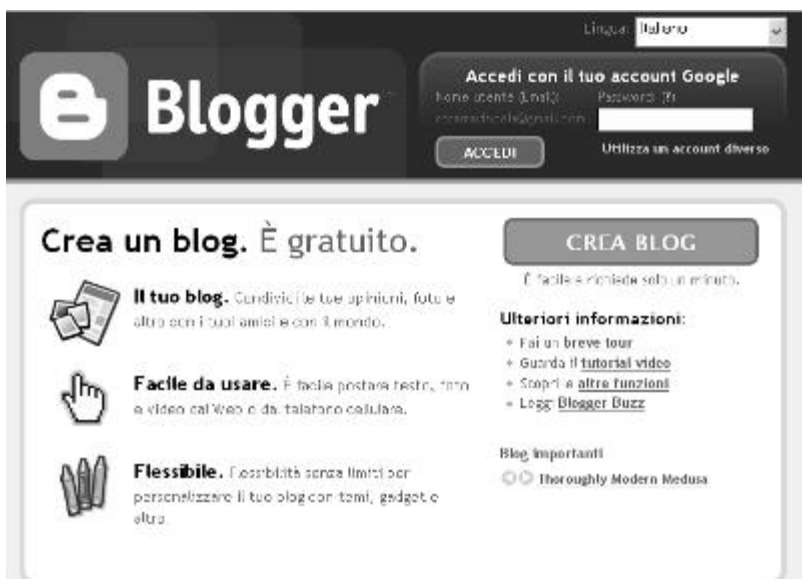 Lingua: Italiano
Blogger
Accedi con il tuo account Google
Nome utente (Email): Password: (?)
ACCEDI
Utilizza un account diverso
Crea un blog. È gratuito.
Il tuo blog. Condividi le tue opinioni, foto e
altro con i tuoi amici e con il mondo.
Facile da usare. È facile postare testo, foto
e video dal Web o dal telefono cellulare.
Flessibile. Flessibilità senza limiti per
personalizzare il tuo blog con temi, gadget e
altro.
CREA BLOG
È facile e richiede solo un minuto.
Ulteriori informazioni:
Fai un breve tour
Guarda il tutorial video
Scopri le altre funzioni
Leggi Blogger Buzz
Blog importanti
Thoroughly Modern Medusa